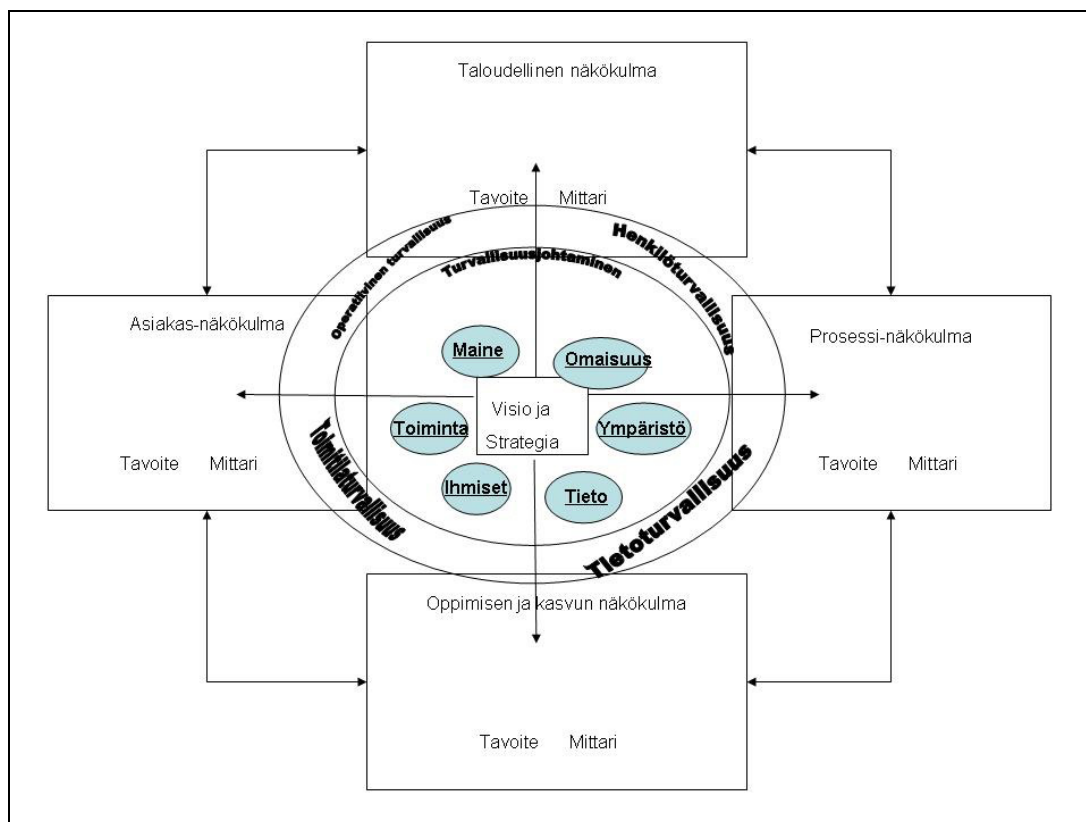 Taloudellinen näkökulma
Tavoite Mittari
Operatiivinen turvallisuus
Turvallisuusjohtaminen
Henkilöturvallisuus
Asiakas-näkökulma
Prosessi-näkökulma
Maine
Omaisuus
Visio ja
Strategia
Toiminta
Ympäristö
Tavoite Mittari
Tavoite Mittari
Ihmiset
Tieto
Toimitilaturvallisuus
Tietoturvallisuus
Oppimisen ja kasvun näkökulma
Tavoite Mittari